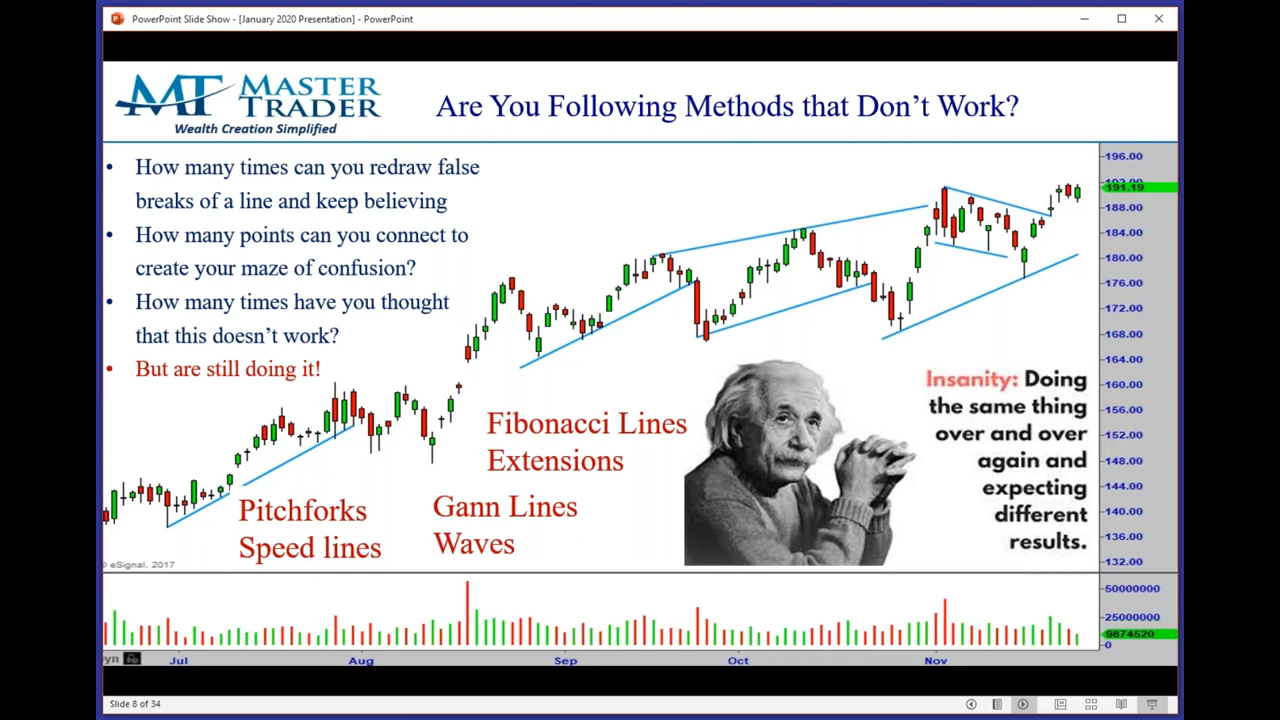 PowerPoint Slide Show - [January 2020 Presentation] - PowerPoint
MT MASTER
TRADER
Wealth Creation Simplified
Are You Following Methods that Don't Work?
• How many times can you redraw false
breaks of a line and keep believing
• How many points can you connect to
create your maze of confusion?
• How many times have you thought
that this doesn't work?
• But are still doing it!
Fibonacci Lines
Extensions
Pitchforks
Speed lines
Gann Lines
Waves
Insanity: Doing
the same thing
over and over
again and
expecting
different
results.
196.00
191.19
188.00
184.00
180.00
176.00
172.00
168.00
164.00
160.00
156.00
152.00
148.00
144.00
140.00
136.00
132.00
© eSignal, 2017
50000000
25000000
9874520
0
yn
Jul
Aug
Sep
Oct
Nov
Slide 8 of 34